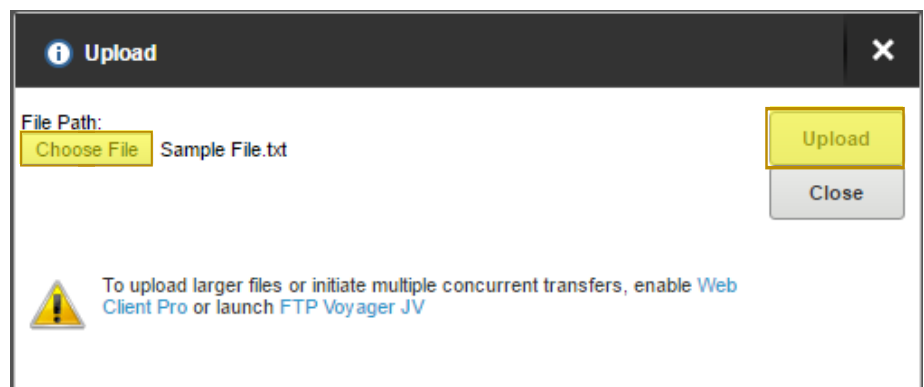 Upload
File Path:
Choose File Sample File.txt
Upload
Close
To upload larger files or initiate multiple concurrent transfers, enable Web
Client Pro or launch FTP Voyager JV